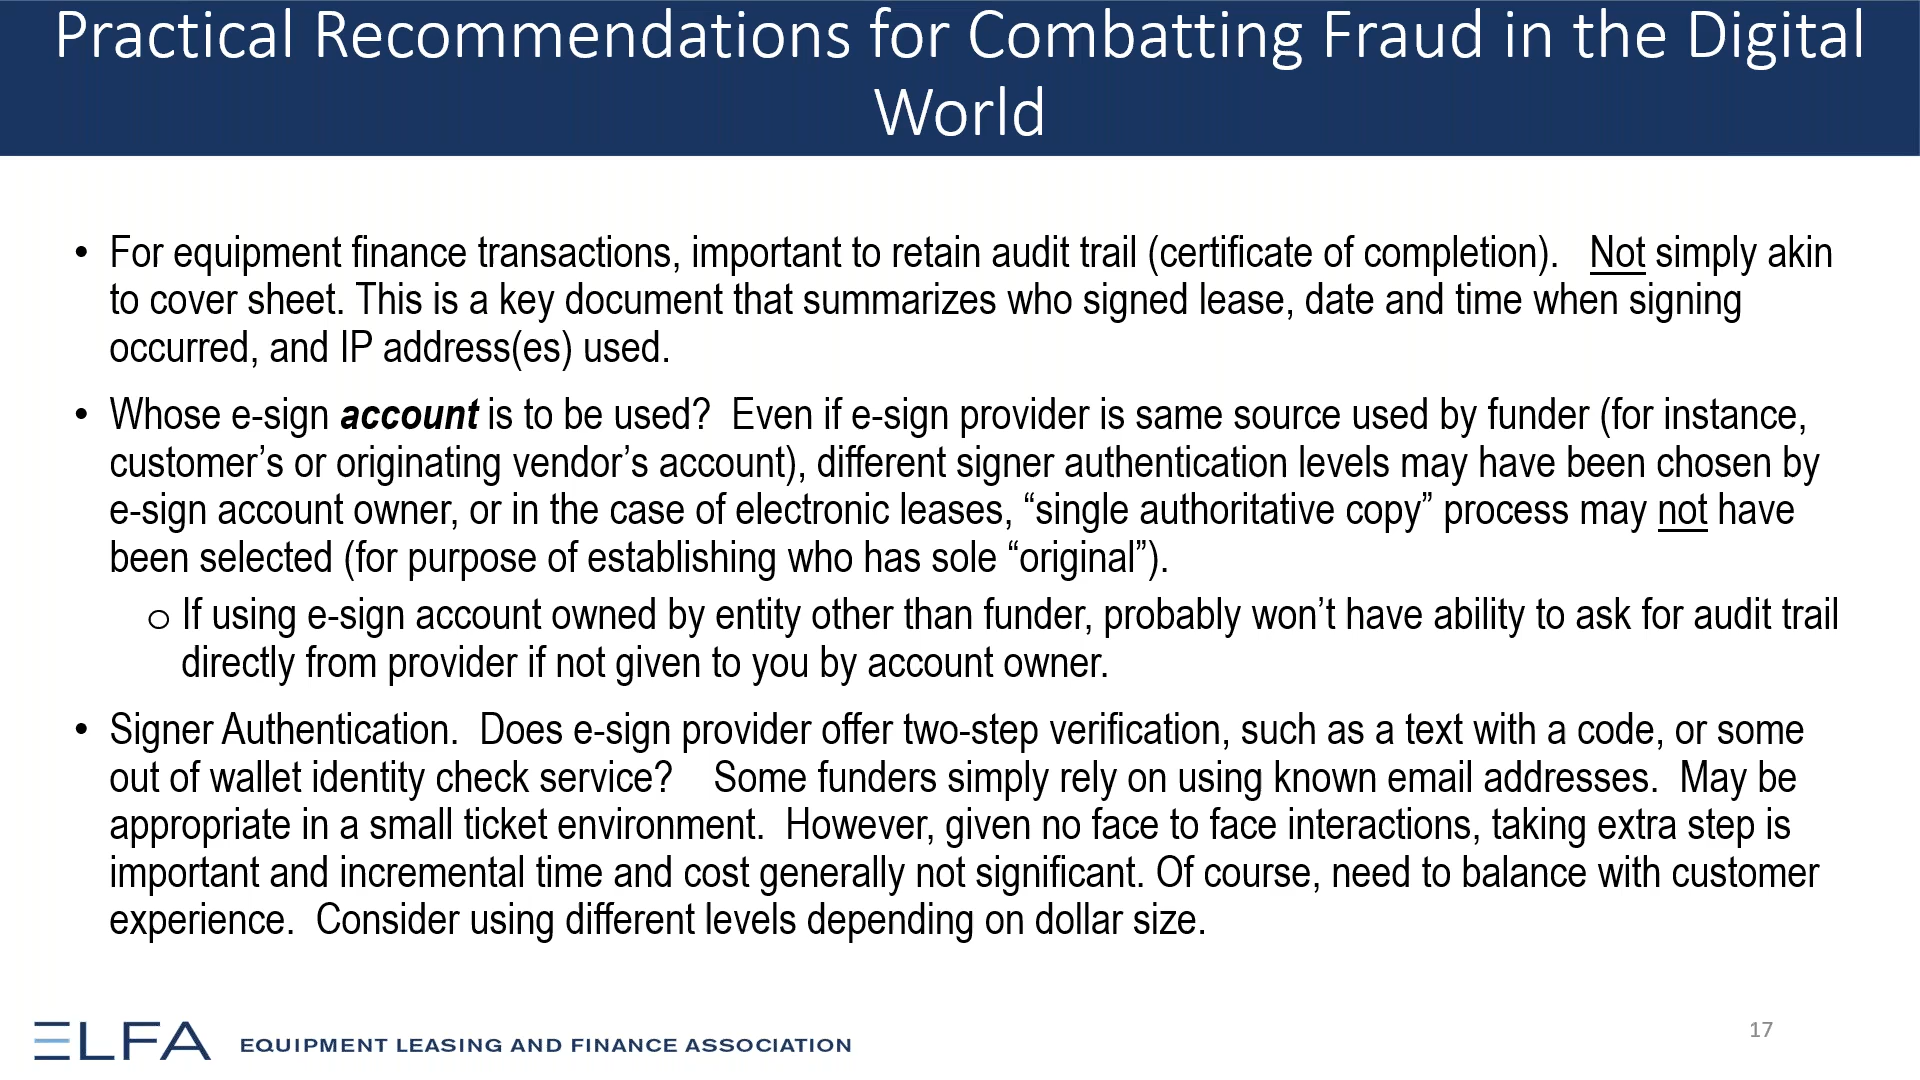 Practical Recommendations for Combatting Fraud in the Digital
World
• For equipment finance transactions, important to retain audit trail (certificate of completion).   Not simply akin
to cover sheet. This is a key document that summarizes who signed lease, date and time when signing
occurred, and IP address(es) used.
• Whose e-sign account is to be used?  Even if e-sign provider is same source used by funder (for instance,
customer’s or originating vendor’s account), different signer authentication levels may have been chosen by
e-sign account owner, or in the case of electronic leases, “single authoritative copy” process may not have
been selected (for purpose of establishing who has sole “original”).
o If using e-sign account owned by entity other than funder, probably won’t have ability to ask for audit trail
directly from provider if not given to you by account owner.
• Signer Authentication.  Does e-sign provider offer two-step verification, such as a text with a code, or some
out of wallet identity check service?    Some funders simply rely on using known email addresses.  May be
appropriate in a small ticket environment.  However, given no face to face interactions, taking extra step is
important and incremental time and cost generally not significant. Of course, need to balance with customer
experience.  Consider using different levels depending on dollar size.
ELFA EQUIPMENT LEASING AND FINANCE ASSOCIATION
17